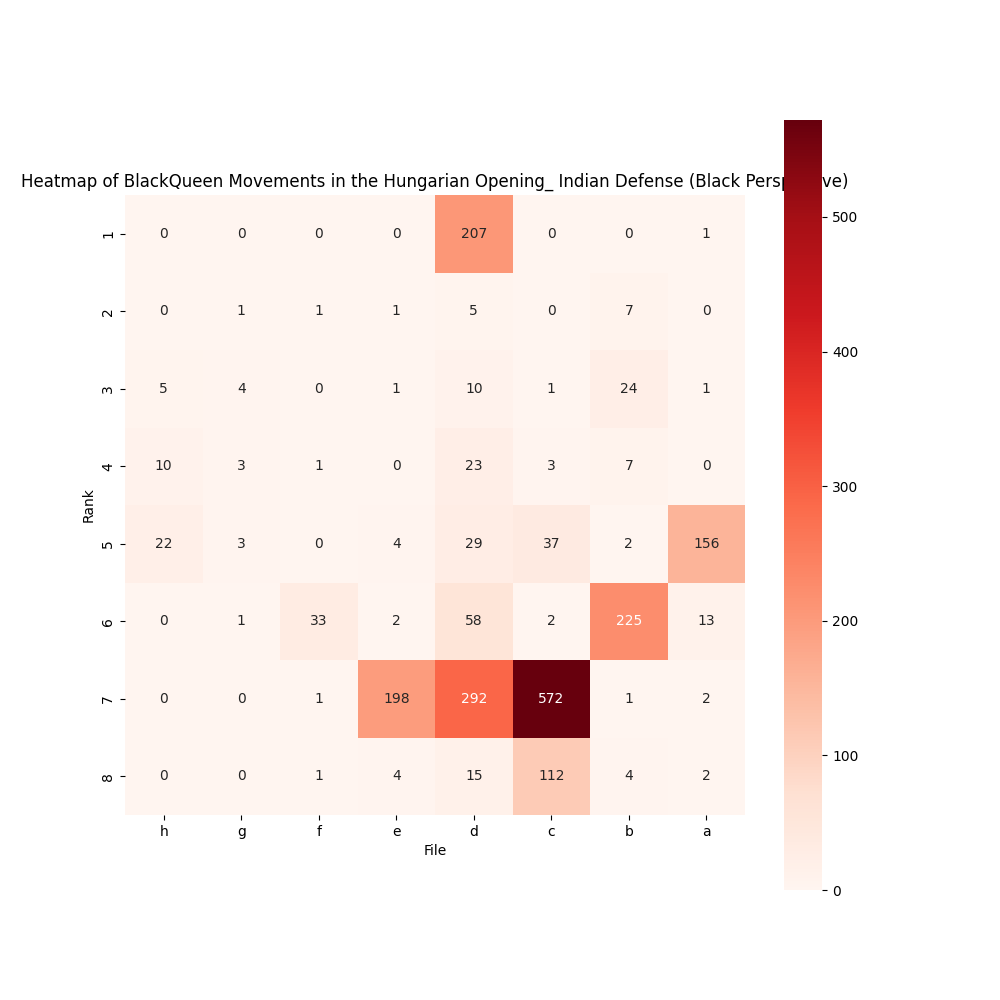 Heatmap of BlackQueen Movements in the Hungarian Opening_ Indian Defense (Black Persp ve)
1 0 0 0 0 207 0 0 1
2 0 1 1 1 5 0 7 0
3 5 4 0 1 10 1 24 1
4 10 3 1 0 23 3 7 0
5 22 3 0 4 29 37 2 156
6 0 1 33 2 58 2 225 13
7 0 0 1 198 292 572 1 2
8 0 0 1 4 15 112 4 2
h g f e d c b a
File
Rank
500
400
300
200
100
0